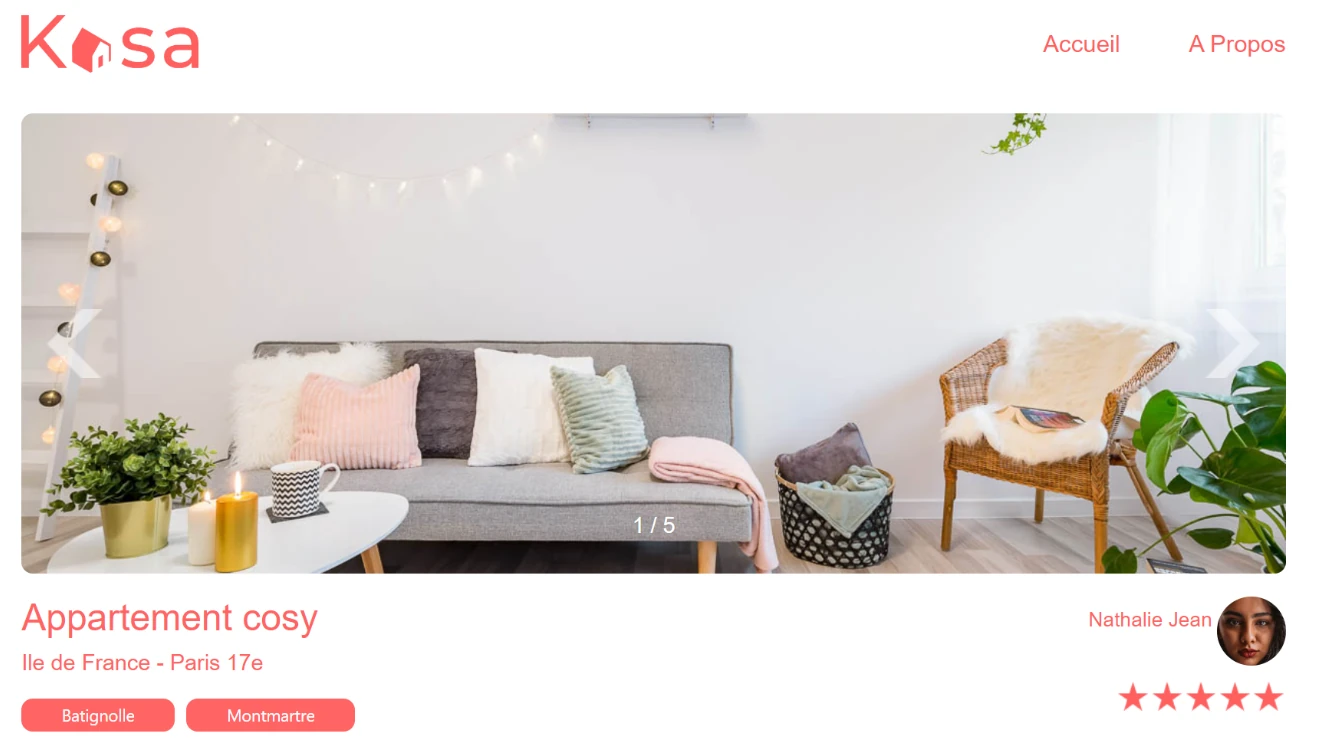 Kasa
Accueil
A Propos
1 / 5
Appartement cosy
Nathalie Jean
Ile de France - Paris 17e
Batignolle
Montmartre